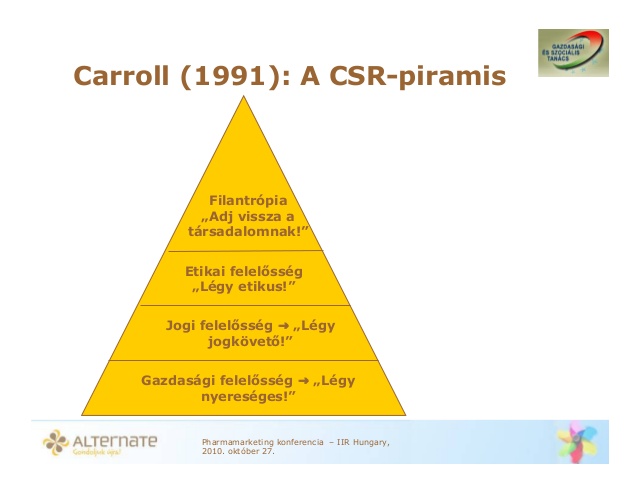 Carroll (1991): A CSR-piramis
GAZDASÁGI
ÉS SZOCIÁLIS
TANÁCS
Filantrópia
„Adj vissza a
társadalomnak!”
Etikai felelősség
„Légy etikus!”
Jogi felelősség ➜ „Légy
jogkövető!”
Gazdasági felelősség ➜ „Légy
nyereséges!”
ALTERNATE
Gondoljuk újra!
Pharmamarketing konferencia – IIR Hungary,
2010. október 27.